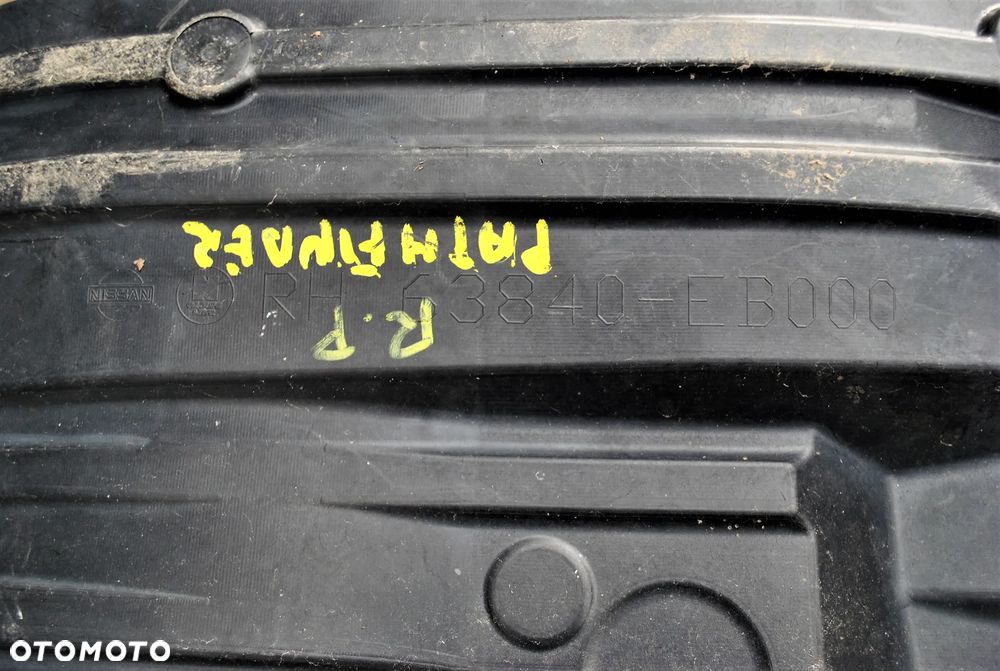 PATHFINDER
NISSAN RH 63840-EB000
R.P
OTOMOTO